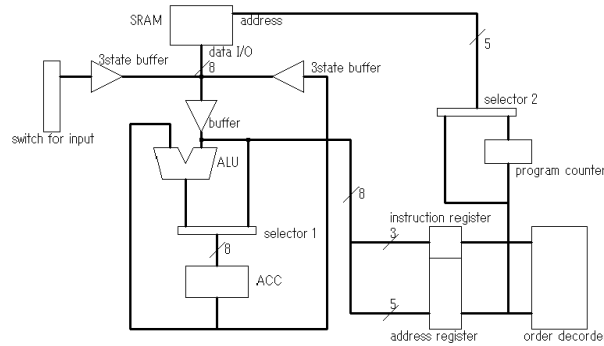 SRAM address
data I/O
3state buffer
8
3state buffer
5
switch for input
buffer
selector 2
ALU
program counter
8
selector 1
instruction register
8
3
ACC
5
address register
order decorde